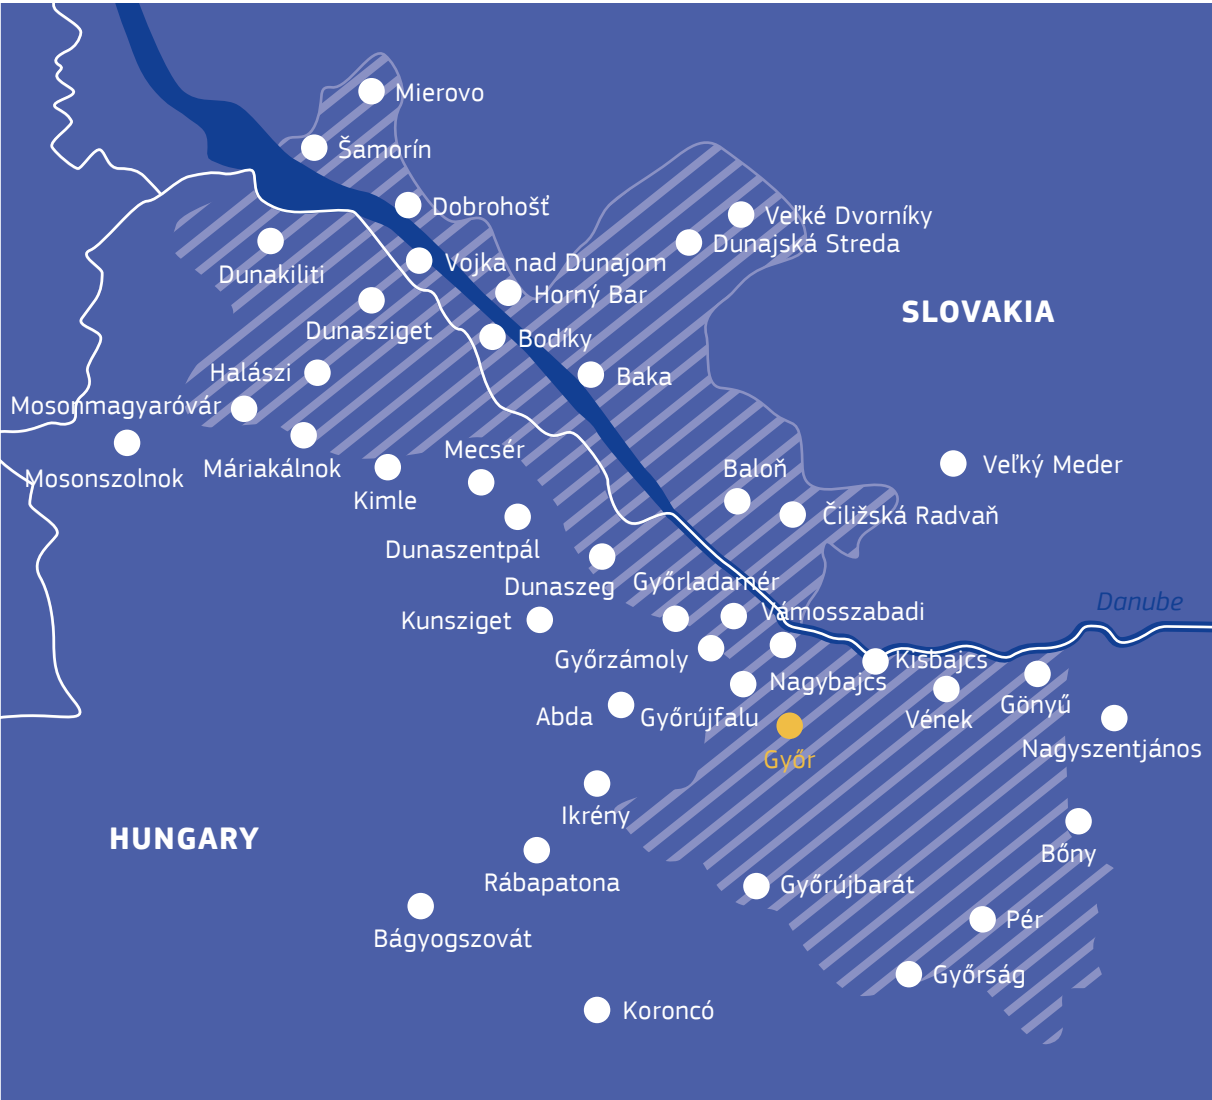 Mierovo
Šamorín
Dobrohošť
Veľké Dvorníky
Dunajská Streda
Vojka nad Dunajom
Dunakiliti
Horný Bar
SLOVAKIA
Dunasziget
Bodíky
Halászi
Baka
Mosonmagyaróvár
Mecsér
Máriakálnok
Baloň
Veľký Meder
Mosonszolnok
Kimle
Čiližská Radvaň
Dunaszentpál
Győrladamér
Dunaszeg
Danube
Vámosszabadi
Kunsziget
Győrzámoly
Kisbajcs
Nagybajcs
Gönyű
Abda
Győrújfalu
Vének
Nagyszentjános
Győr
Ikrény
HUNGARY
Bőny
Rábapatona
Győrújbarát
Pér
Bágyogszovát
Győrság
Koroncó